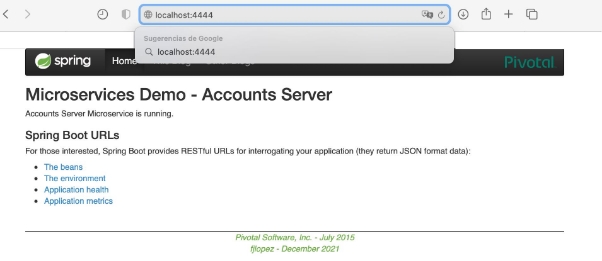 localhost:4444
Sugerencias de Google
localhost:4444
spring
Home
Pivotal
Microservices Demo - Accounts Server
Accounts Server Microservice is running.
Spring Boot URLs
For those interested, Spring Boot provides RESTful URLs for interrogating your application (they return JSON format data):
The beans
The environment
Application health
Application metrics
Pivotal Software, Inc. - July 2015
fjlopez - December 2021